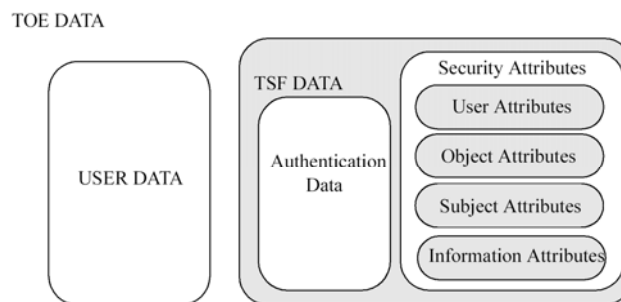 TOE DATA
TSF DATA
Security Attributes
User Attributes
Object Attributes
Subject Attributes
Information Attributes
Authentication
Data
USER DATA